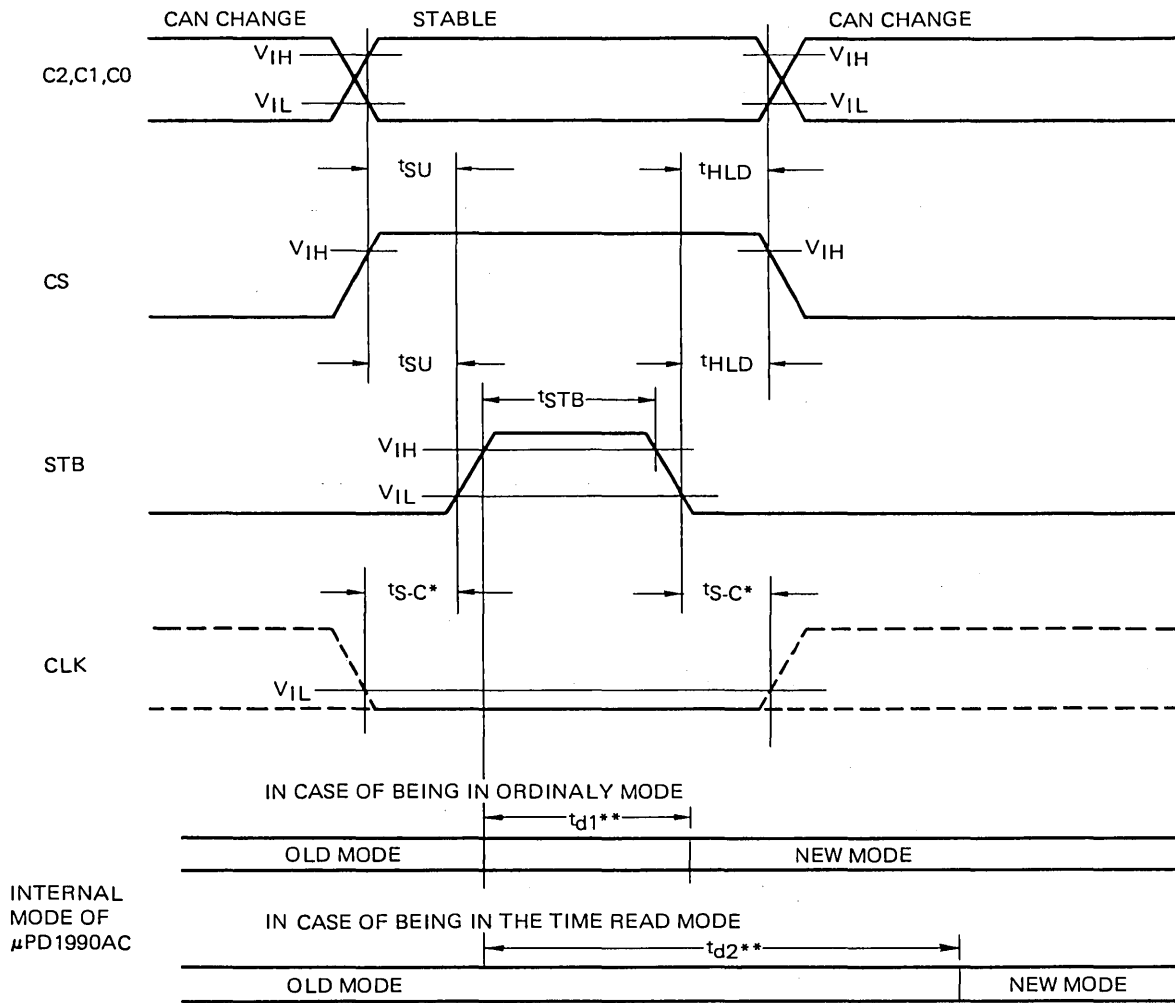 CAN CHANGE STABLE CAN CHANGE
C2,C1,C0
VIH VIH
VIL VIL
tSU tHLD
VIH VIH
CS
tSU tHLD
tSTB
VIH
STB
VIL
tS-C* tS-C*
CLK
VIL
IN CASE OF BEING IN ORDINALY MODE
td1**
OLD MODE NEW MODE
INTERNAL
MODE OF
μPD1990AC
IN CASE OF BEING IN THE TIME READ MODE
td2**
OLD MODE NEW MODE